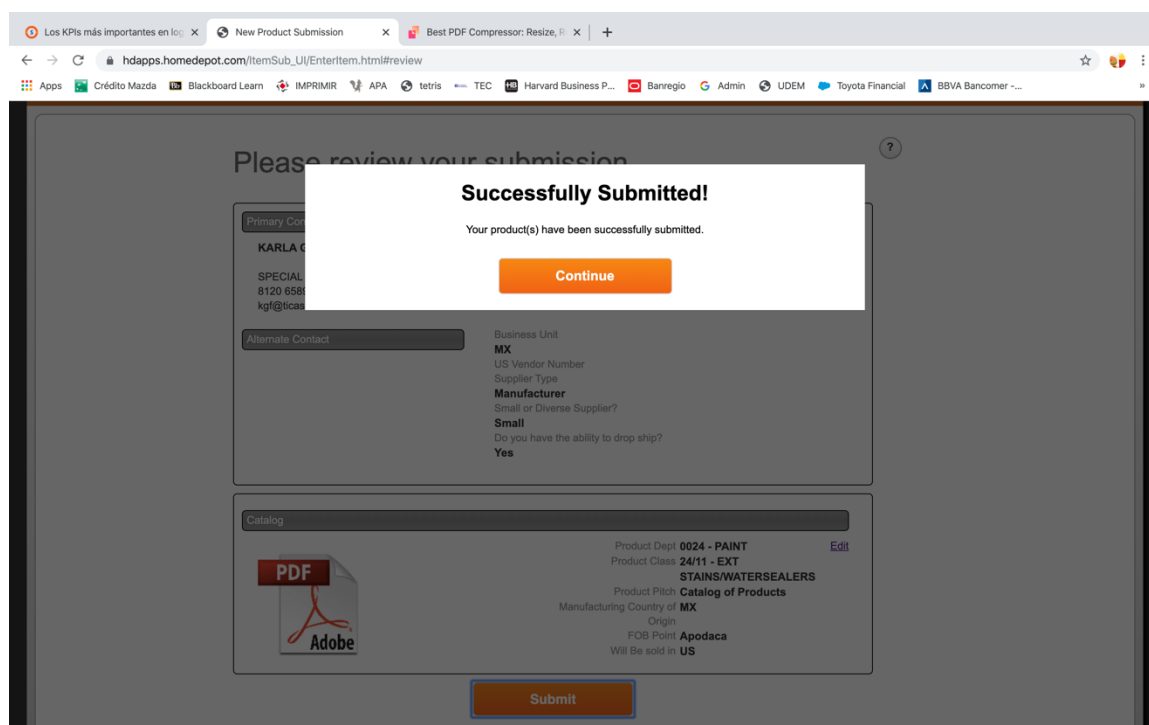 Los KPIs más importantes en log
New Product Submission
Best PDF Compressor: Resize, R
hdapps.homedepot.com/ItemSub_UI/EnterItem.html#review
Apps Crédito Mazda Blackboard Learn IMPRIMIR APA tetris TEC Harvard Business P... Banregio Admin UDEM Toyota Financial BBVA Bancomer -... »
Please review your submission
?
Successfully Submitted!
Your product(s) have been successfully submitted.
Continue
Primary Con
KARLA G
SPECIAL
8120 658
kgf@ticas
Alternate Contact
Business Unit
MX
US Vendor Number
Supplier Type
Manufacturer
Small or Diverse Supplier?
Small
Do you have the ability to drop ship?
Yes
Catalog
PDF
Adobe
Product Dept 0024 - PAINT Edit
Product Class 24/11 - EXT
STAINS/WATERSEALERS
Product Pitch Catalog of Products
Manufacturing Country of MX
Origin
FOB Point Apodaca
Will Be sold in US
Submit